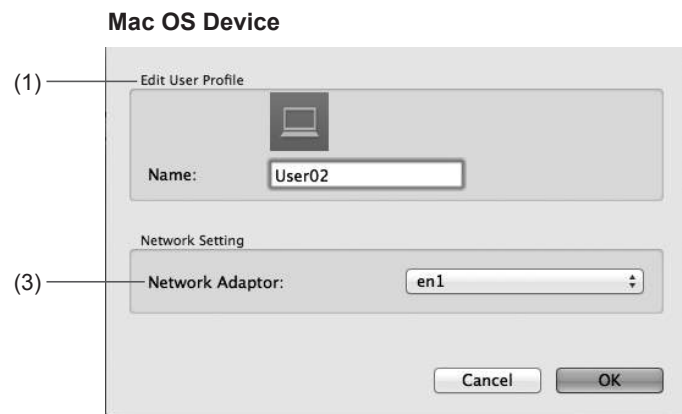 Mac OS Device
(1)
Edit User Profile
Name: User02
Network Setting
(3)
Network Adaptor: en1
Cancel OK